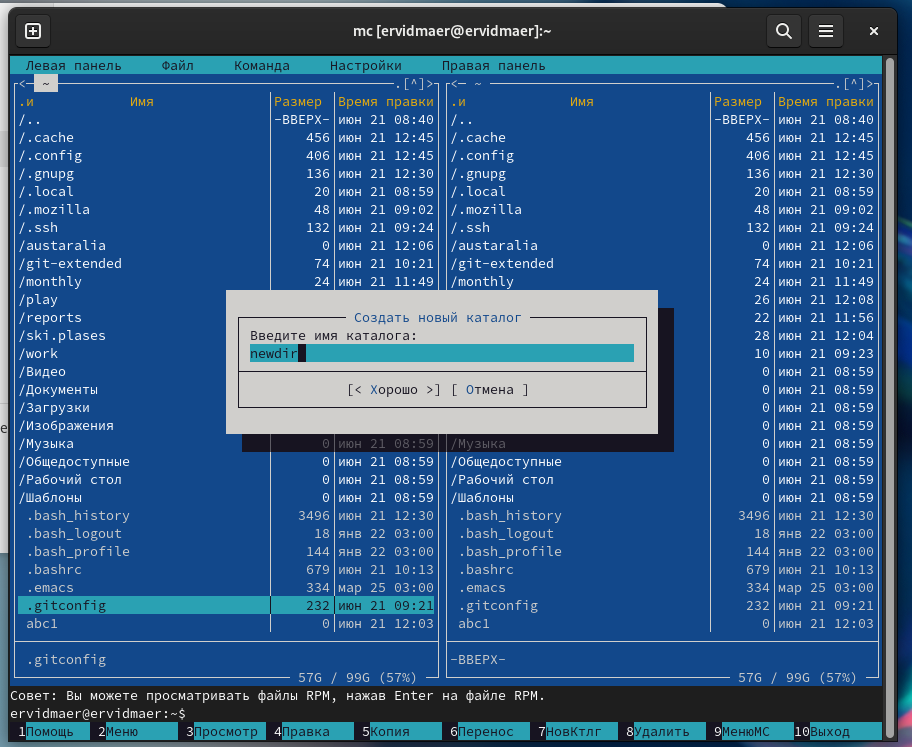 mc [ervidmaer@ervidmaer]:~
Левая панель Файл Команда Настройки Правая панель
<- ~ .[^]> <- ~ .[^]>
.и Имя Размер Время правки .и Имя Размер Время правки
/.. -ВВЕРХ- июн 21 08:40 /.. -ВВЕРХ- июн 21 08:40
/.cache 456 июн 21 12:45 /.cache 456 июн 21 12:45
/.config 406 июн 21 12:45 /.config 406 июн 21 12:45
/.gnupg 136 июн 21 12:30 /.gnupg 136 июн 21 12:30
/.local 20 июн 21 08:59 /.local 20 июн 21 08:59
/.mozilla 48 июн 21 09:02 /.mozilla 48 июн 21 09:02
/.ssh 132 июн 21 09:24 /.ssh 132 июн 21 09:24
/austaralia 0 июн 21 12:06 /austaralia 0 июн 21 12:06
/git-extended 74 июн 21 10:21 /git-extended 74 июн 21 10:21
/monthly 24 июн 21 11:49 /monthly 24 июн 21 11:49
/play 26 июн 21 12:08
/reports Создать новый каталог 22 июн 21 11:56
/ski.plases Введите имя каталога: 28 июн 21 12:04
/work newdir 10 июн 21 09:23
/Видео 0 июн 21 08:59
/Документы [< Хорошо >] [ Отмена ] 0 июн 21 08:59
/Загрузки 0 июн 21 08:59
/Изображения 0 июн 21 08:59
/Музыка 0 июн 21 08:59 /Музыка 0 июн 21 08:59
/Общедоступные 0 июн 21 08:59 /Общедоступные 0 июн 21 08:59
/Рабочий стол 0 июн 21 08:59 /Рабочий стол 0 июн 21 08:59
/Шаблоны 0 июн 21 08:59 /Шаблоны 0 июн 21 08:59
.bash_history 3496 июн 21 12:30 .bash_history 3496 июн 21 12:30
.bash_logout 18 янв 22 03:00 .bash_logout 18 янв 22 03:00
.bash_profile 144 янв 22 03:00 .bash_profile 144 янв 22 03:00
.bashrc 679 июн 21 10:13 .bashrc 679 июн 21 10:13
.emacs 334 мар 25 03:00 .emacs 334 мар 25 03:00
.gitconfig 232 июн 21 09:21 .gitconfig 232 июн 21 09:21
abc1 0 июн 21 12:03 abc1 0 июн 21 12:03
.gitconfig -ВВЕРХ-
57G / 99G (57%) 57G / 99G (57%)
Совет: Вы можете просматривать файлы RPM, нажав Enter на файле RPM.
ervidmaer@ervidmaer:~$
1Помощь 2Меню 3Просмотр 4Правка 5Копия 6Перенос 7НовКтлг 8Удалить 9МенюMC 10Выход